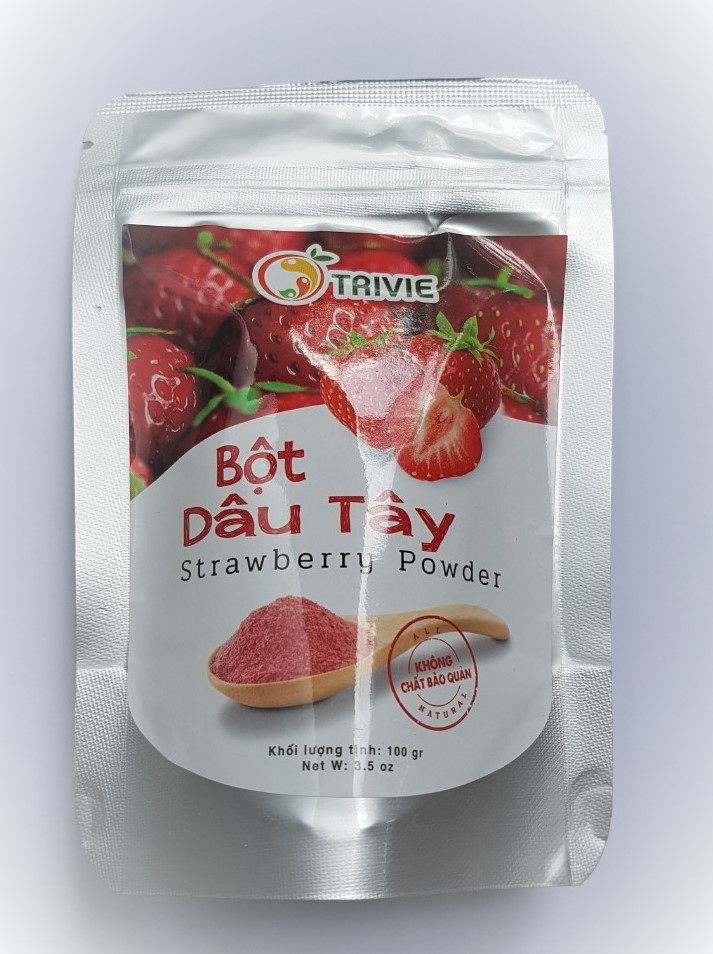 TRIVIE
Bột
Dâu Tây
Strawberry Powder
ALL
KHÔNG
CHẤT BẢO QUẢN
NATURAL
Khối lượng tịnh: 100 gr
Net W: 3.5 oz